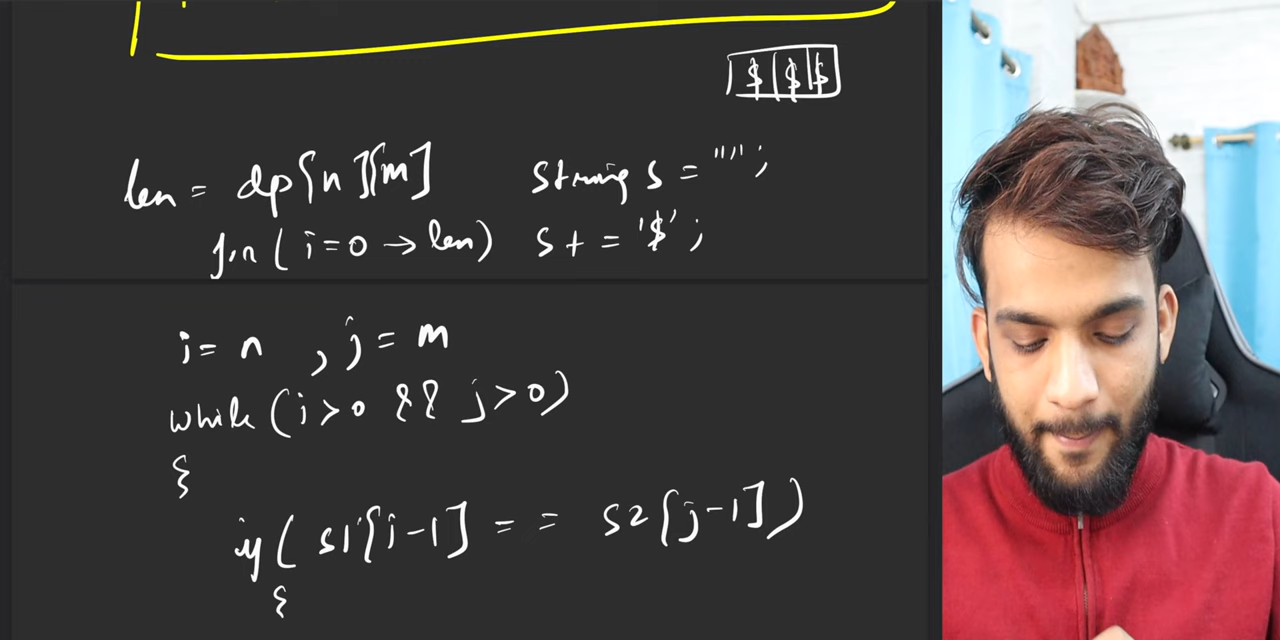 $ $ $
len = dp[n][m] string s = "";
for(i=0 → len) s += '$';
i = n , j = m
while(i>0 && j>0)
{
if( s1[i-1] == s2[j-1])
{